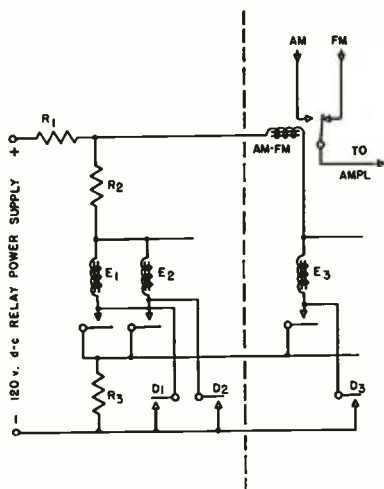 AM FM
R1
AM-FM
TO
AMPL
+
R2
120 v. d-c RELAY POWER SUPPLY
E1 E2 E3
R3
D1 D2 D3
-